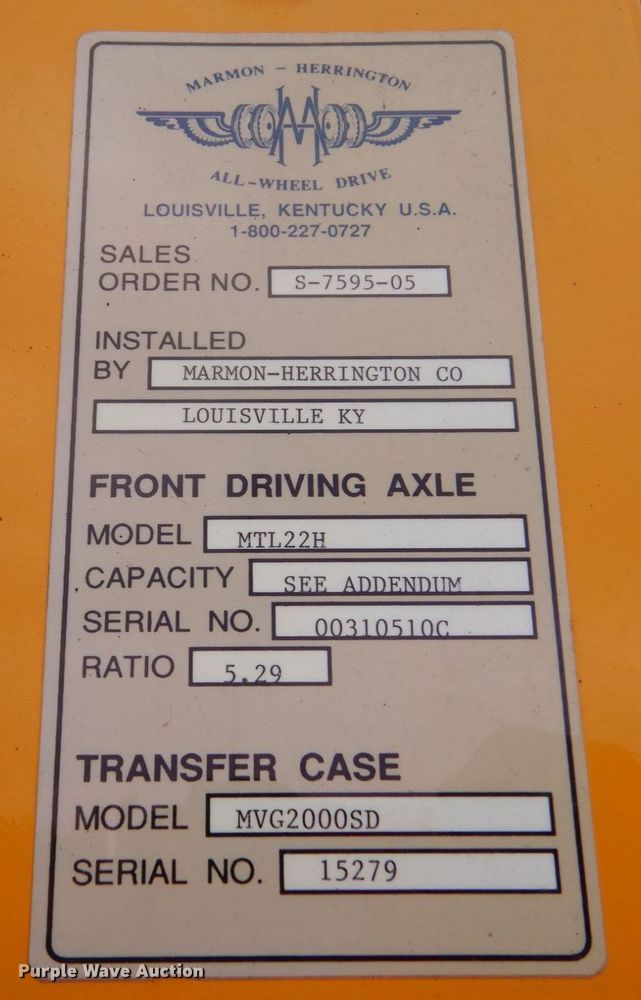 MARMON - HERRINGTON
ALL-WHEEL DRIVE
LOUISVILLE, KENTUCKY U.S.A.
1-800-227-0727
SALES
ORDER NO. S-7595-05
INSTALLED
BY MARMON-HERRINGTON CO
LOUISVILLE KY
FRONT DRIVING AXLE
MODEL MTL22H
CAPACITY SEE ADDENDUM
SERIAL NO. 00310510C
RATIO 5.29
TRANSFER CASE
MODEL MVG2000SD
SERIAL NO. 15279
Purple Wave Auction